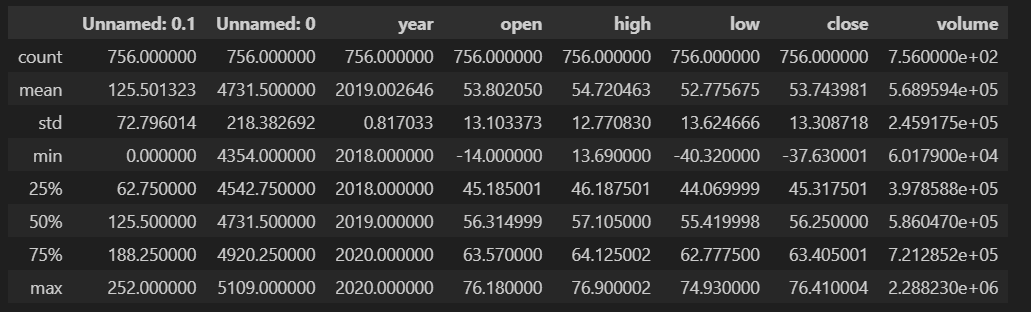 Unnamed: 0.1 Unnamed: 0 year open high low close volume
count 756.000000 756.000000 756.000000 756.000000 756.000000 756.000000 756.000000 7.560000e+02
mean 125.501323 4731.500000 2019.002646 53.802050 54.720463 52.775675 53.743981 5.689594e+05
std 72.796014 218.382692 0.817033 13.103373 12.770830 13.624666 13.308718 2.459175e+05
min 0.000000 4354.000000 2018.000000 -14.000000 13.690000 -40.320000 -37.630001 6.017900e+04
25% 62.750000 4542.750000 2018.000000 45.185001 46.187501 44.069999 45.317501 3.978588e+05
50% 125.500000 4731.500000 2019.000000 56.314999 57.105000 55.419998 56.250000 5.860470e+05
75% 188.250000 4920.250000 2020.000000 63.570000 64.125002 62.777500 63.405001 7.212852e+05
max 252.000000 5109.000000 2020.000000 76.180000 76.900002 74.930000 76.410004 2.288230e+06